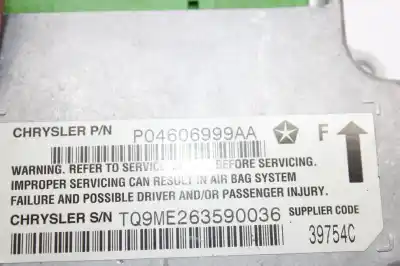 CHRYSLER P/N P04606999AA F
WARNING. REFER TO SERVICE BEFORE SERVICING.
IMPROPER SERVICING CAN RESULT IN AIR BAG SYSTEM
FAILURE AND POSSIBLE DRIVER AND/OR PASSENGER INJURY.
CHRYSLER S/N TQ9ME263590036 SUPPLIER CODE
39754C